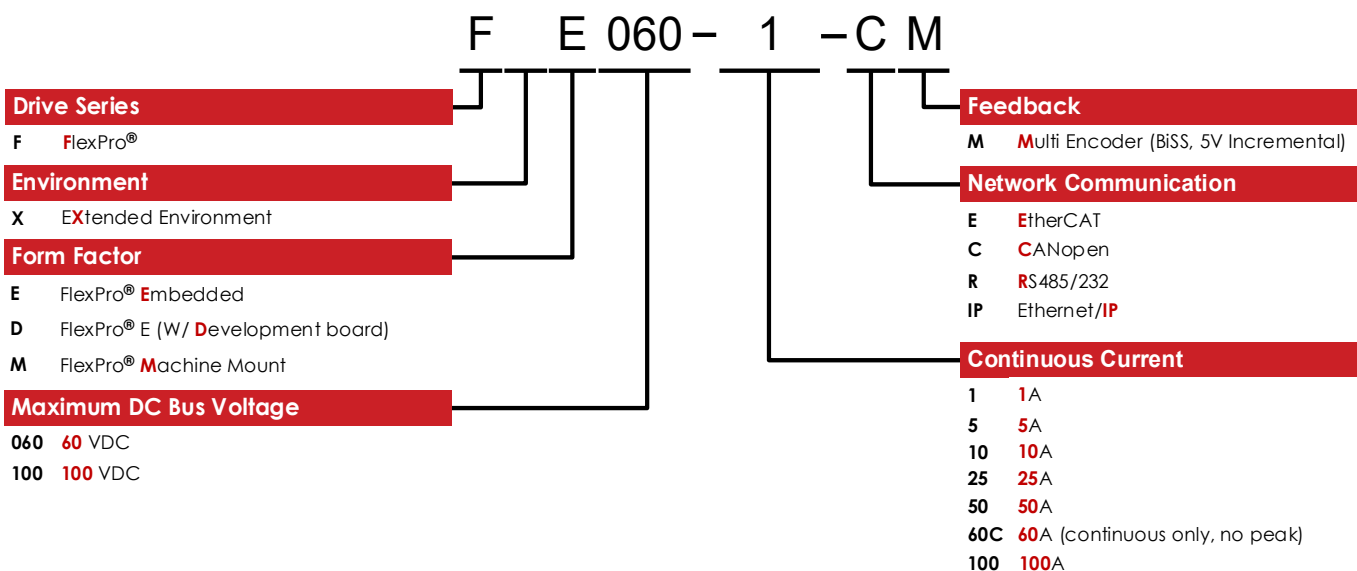 F E 060 – 1 – C M
Drive Series
F FlexPro®
Environment
X EXtended Environment
Form Factor
E FlexPro® Embedded
D FlexPro® E (W/ Development board)
M FlexPro® Machine Mount
Maximum DC Bus Voltage
060 60 VDC
100 100 VDC
Feedback
M Multi Encoder (BiSS, 5V Incremental)
Network Communication
E EtherCAT
C CANopen
R RS485/232
IP Ethernet/IP
Continuous Current
1 1A
5 5A
10 10A
25 25A
50 50A
60C 60A (continuous only, no peak)
100 100A